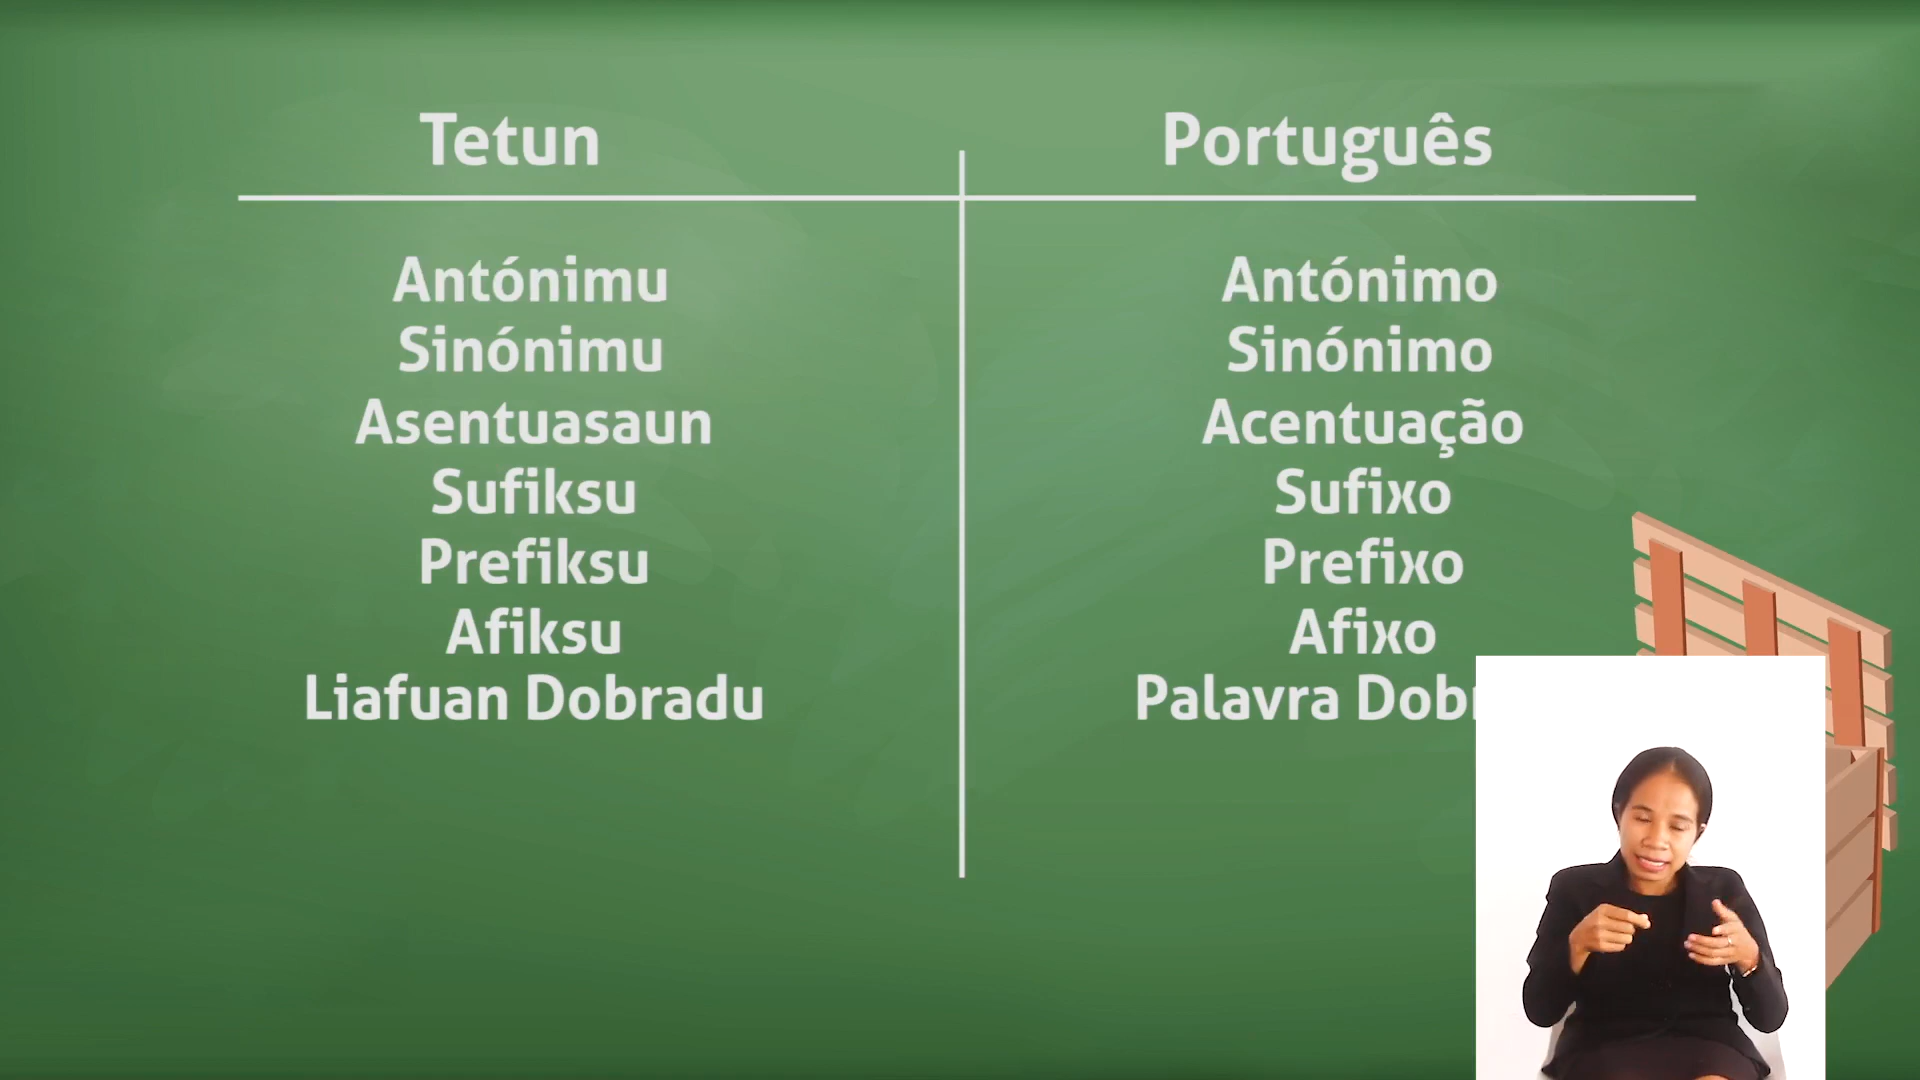 Tetun Português
Antónimu Antónimo
Sinónimu Sinónimo
Asentuasaun Acentuação
Sufiksu Sufixo
Prefiksu Prefixo
Afiksu Afixo
Liafuan Dobradu Palavra